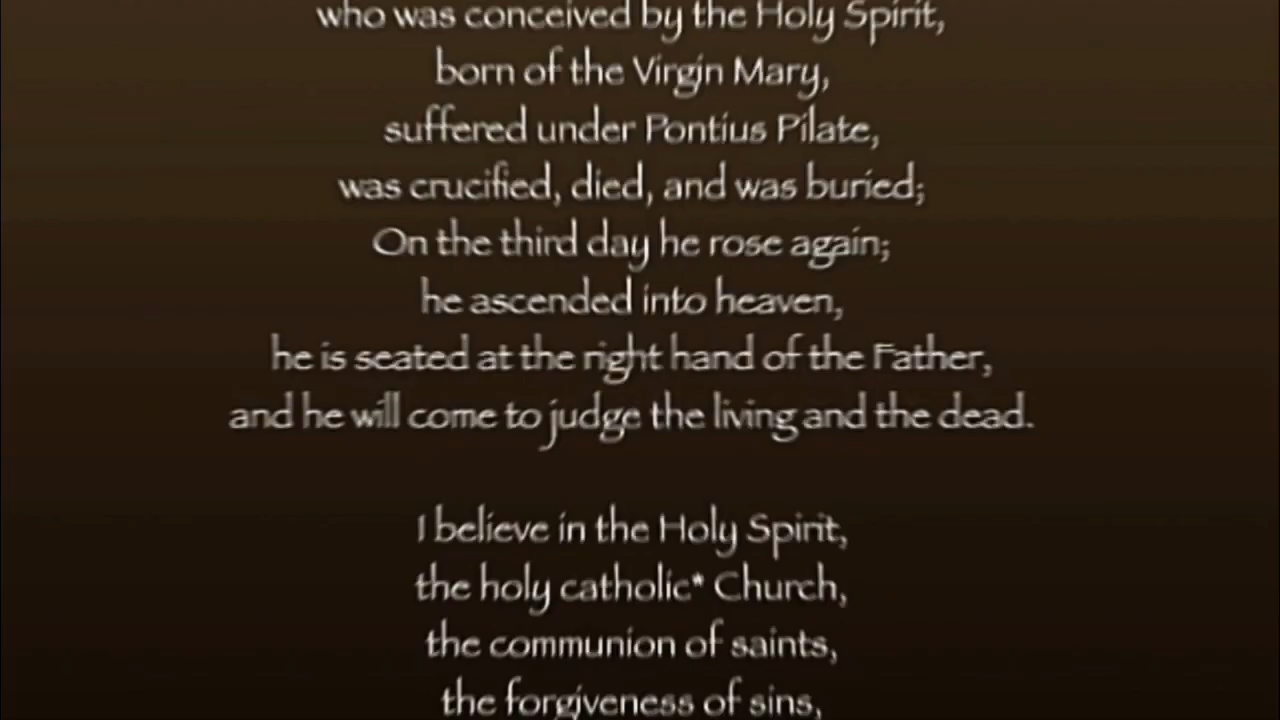 who was conceived by the Holy Spirit,
born of the Virgin Mary,
suffered under Pontius Pilate,
was crucified, died, and was buried;
On the third day he rose again;
he ascended into heaven,
he is seated at the right hand of the Father,
and he will come to judge the living and the dead.
I believe in the Holy Spirit,
the holy catholic* Church,
the communion of saints,
the forgiveness of sins,